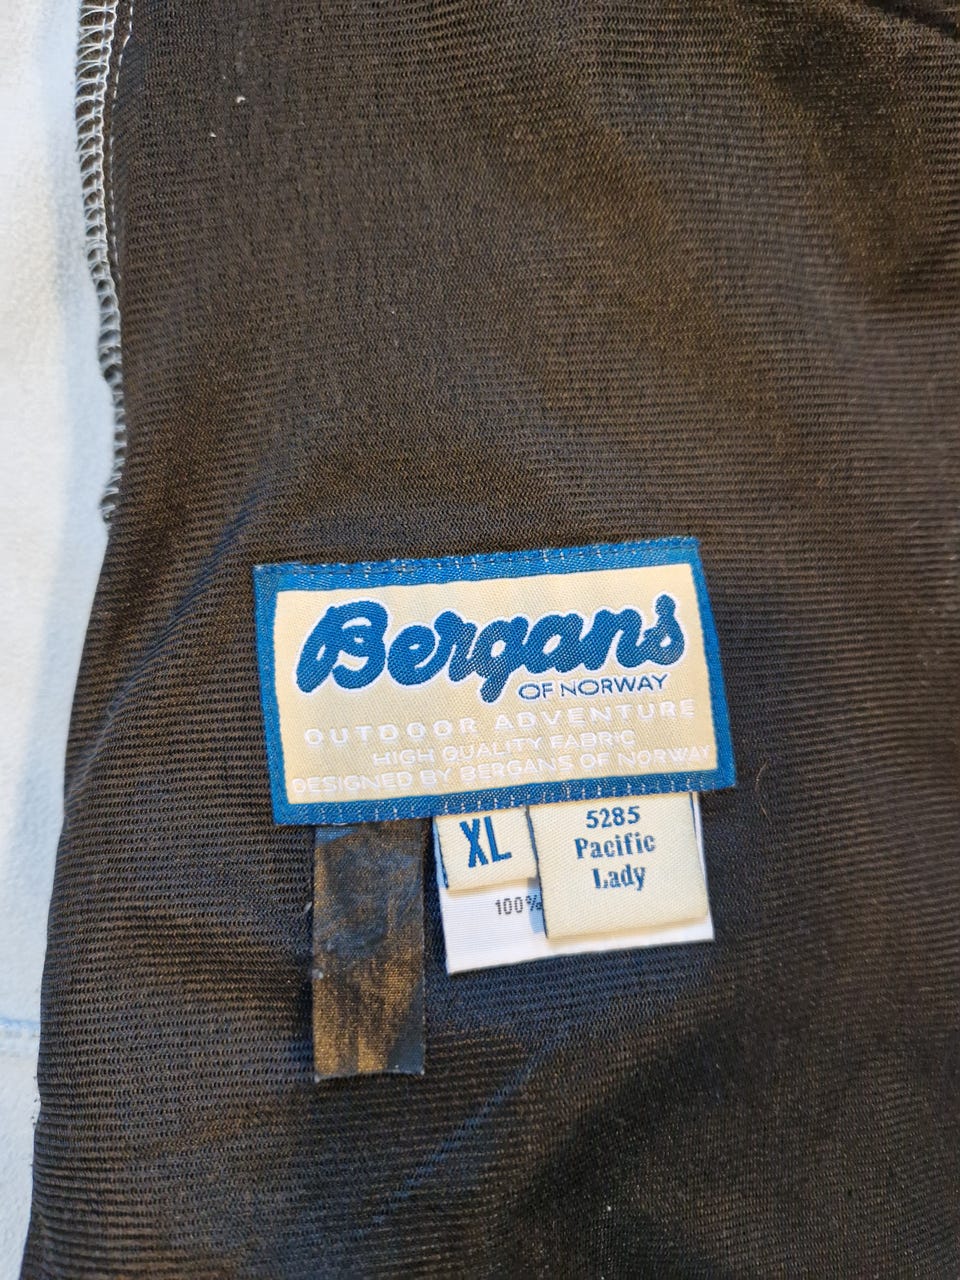 Bergans
OF NORWAY
OUTDOOR ADVENTURE
HIGH QUALITY FABRIC
DESIGNED BY BERGANS OF NORWAY
XL
5285
Pacific
Lady
100%